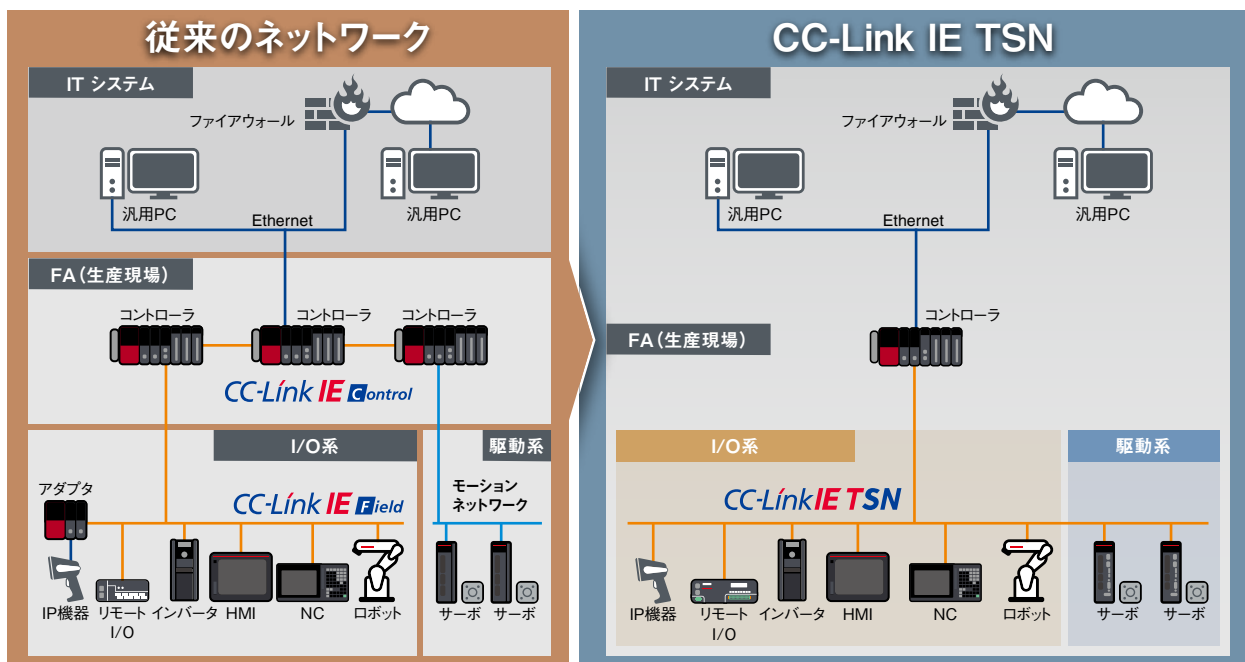 従来のネットワーク
IT システム
ファイアウォール
汎用PC
汎用PC
Ethernet
FA(生産現場)
コントローラ
コントローラ
コントローラ
CC-Link IE Control
I/O系
駆動系
アダプタ
CC-Link IE Field
モーション
ネットワーク
IP機器
リモート
I/O
インバータ
HMI
NC
ロボット
サーボ
サーボ
CC-Link IE TSN
IT システム
ファイアウォール
汎用PC
汎用PC
Ethernet
コントローラ
FA(生産現場)
I/O系
駆動系
CC-Link IE TSN
IP機器
リモート
I/O
インバータ
HMI
NC
ロボット
サーボ
サーボ